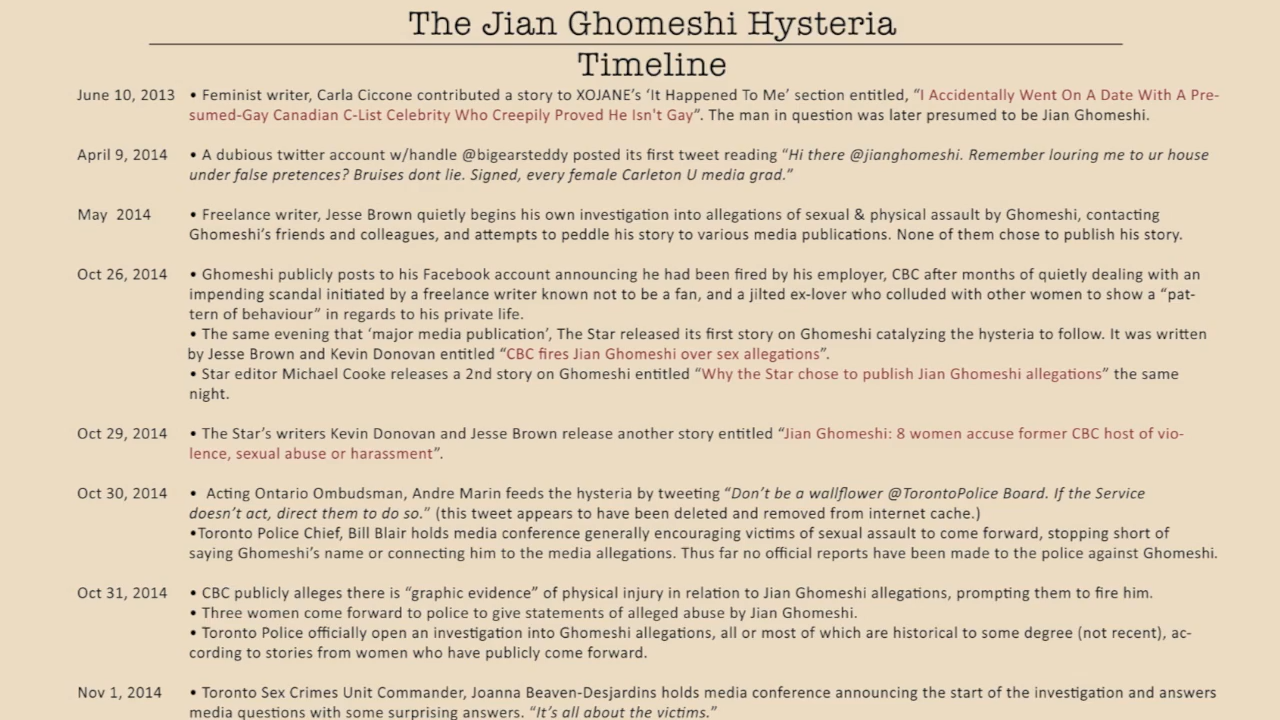 The Jian Ghomeshi Hysteria
Timeline
June 10, 2013 • Feminist writer, Carla Ciccone contributed a story to XOJANE's 'It Happened To Me' section entitled, "I Accidentally Went On A Date With A Pre-
sumed-Gay Canadian C-List Celebrity Who Creepily Proved He Isn't Gay". The man in question was later presumed to be Jian Ghomeshi.
April 9, 2014 • A dubious twitter account w/handle @bigearsteddy posted its first tweet reading "Hi there @jianghomeshi. Remember louring me to ur house
under false pretences? Bruises dont lie. Signed, every female Carleton U media grad."
May 2014 • Freelance writer, Jesse Brown quietly begins his own investigation into allegations of sexual & physical assault by Ghomeshi, contacting
Ghomeshi's friends and colleagues, and attempts to peddle his story to various media publications. None of them chose to publish his story.
Oct 26, 2014 • Ghomeshi publicly posts to his Facebook account announcing he had been fired by his employer, CBC after months of quietly dealing with an
impending scandal initiated by a freelance writer known not to be a fan, and a jilted ex-lover who colluded with other women to show a "pat-
tern of behaviour" in regards to his private life.
• The same evening that 'major media publication', The Star released its first story on Ghomeshi catalyzing the hysteria to follow. It was written
by Jesse Brown and Kevin Donovan entitled "CBC fires Jian Ghomeshi over sex allegations".
• Star editor Michael Cooke releases a 2nd story on Ghomeshi entitled "Why the Star chose to publish Jian Ghomeshi allegations" the same
night.
Oct 29, 2014 • The Star's writers Kevin Donovan and Jesse Brown release another story entitled "Jian Ghomeshi: 8 women accuse former CBC host of vio-
lence, sexual abuse or harassment".
Oct 30, 2014 • Acting Ontario Ombudsman, Andre Marin feeds the hysteria by tweeting "Don't be a wallflower @TorontoPolice Board. If the Service
doesn't act, direct them to do so." (this tweet appears to have been deleted and removed from internet cache.)
•Toronto Police Chief, Bill Blair holds media conference generally encouraging victims of sexual assault to come forward, stopping short of
saying Ghomeshi's name or connecting him to the media allegations. Thus far no official reports have been made to the police against Ghomeshi.
Oct 31, 2014 • CBC publicly alleges there is "graphic evidence" of physical injury in relation to Jian Ghomeshi allegations, prompting them to fire him.
• Three women come forward to police to give statements of alleged abuse by Jian Ghomeshi.
• Toronto Police officially open an investigation into Ghomeshi allegations, all or most of which are historical to some degree (not recent), ac-
cording to stories from women who have publicly come forward.
Nov 1, 2014 • Toronto Sex Crimes Unit Commander, Joanna Beaven-Desjardins holds media conference announcing the start of the investigation and answers
media questions with some surprising answers. "It's all about the victims."